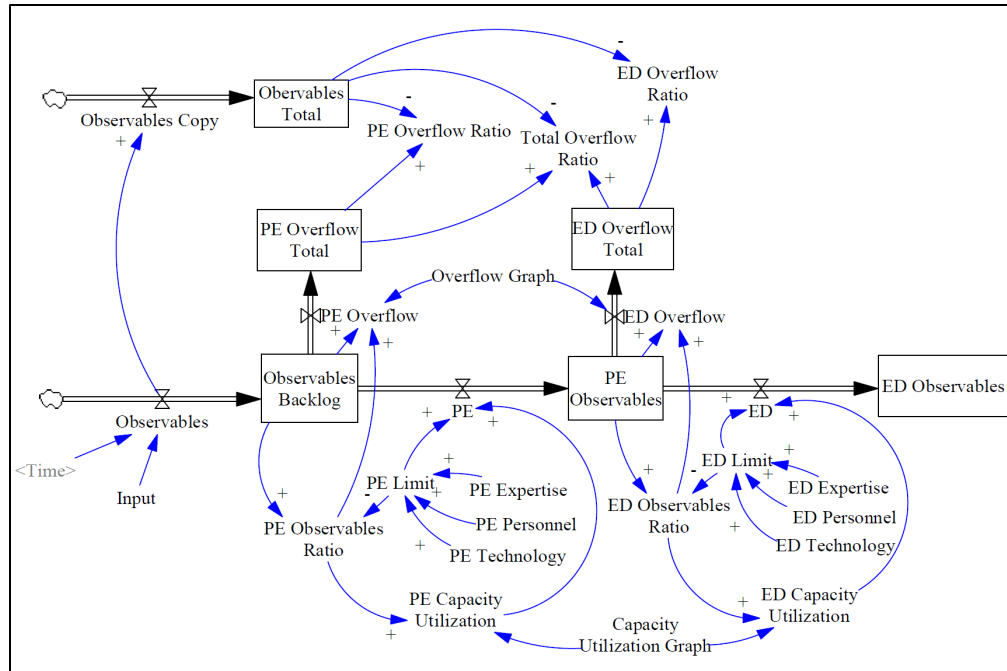 ED Overflow
Ratio
-
-
-
Obervables
Total
Observables Copy
+
PE Overflow Ratio
+
Total Overflow
Ratio
+
+
+
PE Overflow
Total
ED Overflow
Total
Overflow Graph
PE Overflow
+
+
ED Overflow
+
+
Observables
Backlog
PE
Observables
ED Observables
Observables
PE
+
+
ED
+
+
<Time>
Input
PE Limit
-
+
+
+
PE Expertise
PE Personnel
PE Technology
+
PE Observables
Ratio
ED Limit
-
+
+
+
ED Expertise
ED Personnel
ED Technology
+
ED Observables
Ratio
PE Capacity
Utilization
+
Capacity
Utilization Graph
ED Capacity
Utilization
+
+